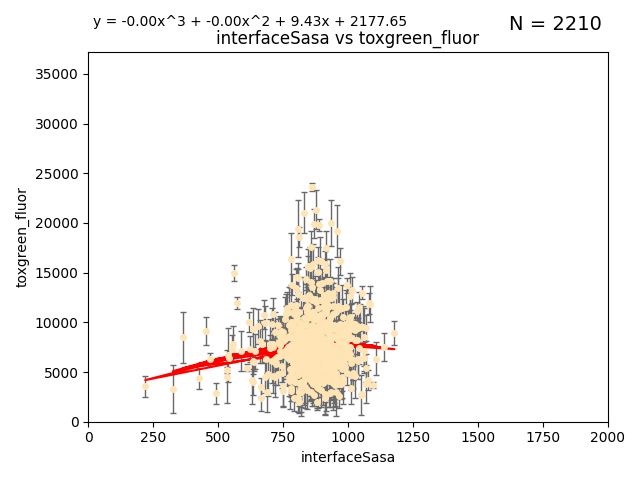 y = -0.00x^3 + -0.00x^2 + 9.43x + 2177.65
N = 2210
interfaceSasa vs toxgreen_fluor
35000
30000
25000
20000
15000
10000
5000
0
toxgreen_fluor
0 250 500 750 1000 1250 1500 1750 2000
interfaceSasa